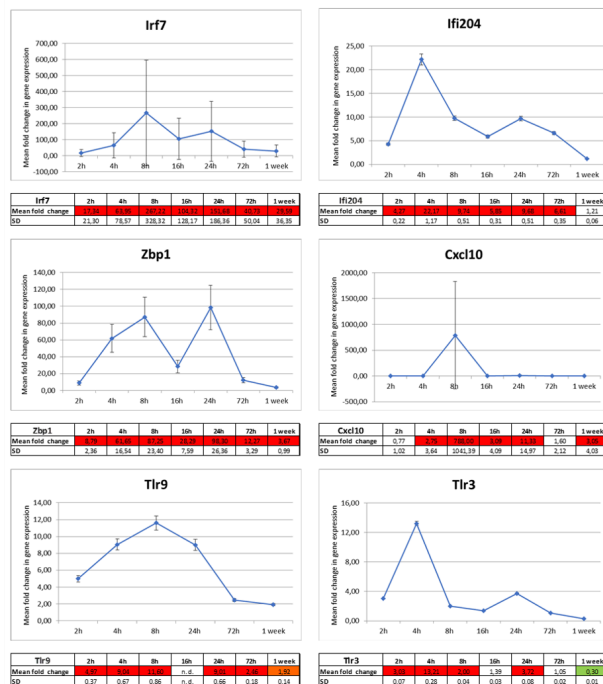 Irf7
Mean fold change in gene expression
700,00
600,00
500,00
400,00
300,00
200,00
100,00
0,00
-100,00
2h 4h 8h 16h 24h 72h 1 week
Irf7 2h 4h 8h 16h 24h 72h 1 week
Mean fold change
SD 21,30 78,57 328,32 128,17 186,36 50,04 36,35
Ifi204
Mean fold change in gene expression
25,00
20,00
15,00
10,00
5,00
0,00
2h 4h 8h 16h 24h 72h 1 week
Ifi204 2h 4h 8h 16h 24h 72h 1 week
Mean fold change 1,21
SD 0,22 1,17 0,51 0,31 0,51 0,35 0,06
Zbp1
Mean fold change in gene expression
140,00
120,00
100,00
80,00
60,00
40,00
20,00
0,00
2h 4h 8h 16h 24h 72h 1 week
Zbp1 2h 4h 8h 16h 24h 72h 1 week
Mean fold change
SD 2,36 16,54 23,40 7,59 26,36 3,29 0,99
Cxcl10
Mean fold change in gene expression
2000,00
1500,00
1000,00
500,00
0,00
-500,00
2h 4h 8h 16h 24h 72h 1 week
Cxcl10 2h 4h 8h 16h 24h 72h 1 week
Mean fold change 0,77 1,60
SD 1,02 3,64 1041,39 4,09 14,97 2,12 4,03
Tlr9
Mean fold change in gene expression
14,00
12,00
10,00
8,00
6,00
4,00
2,00
0,00
2h 4h 8h 24h 72h 1 week
Tlr9 2h 4h 8h 16h 24h 72h 1 week
Mean fold change n.d. 1,92
SD 0,37 0,67 0,86 n.d. 0,66 0,18 0,14
Tlr3
Mean fold change in gene expression
16,00
12,00
8,00
4,00
0,00
2h 4h 8h 16h 24h 72h 1 week
Tlr3 2h 4h 8h 16h 24h 72h 1 week
Mean fold change 1,39 1,05 0,30
SD 0,07 0,28 0,04 0,03 0,08 0,02 0,01